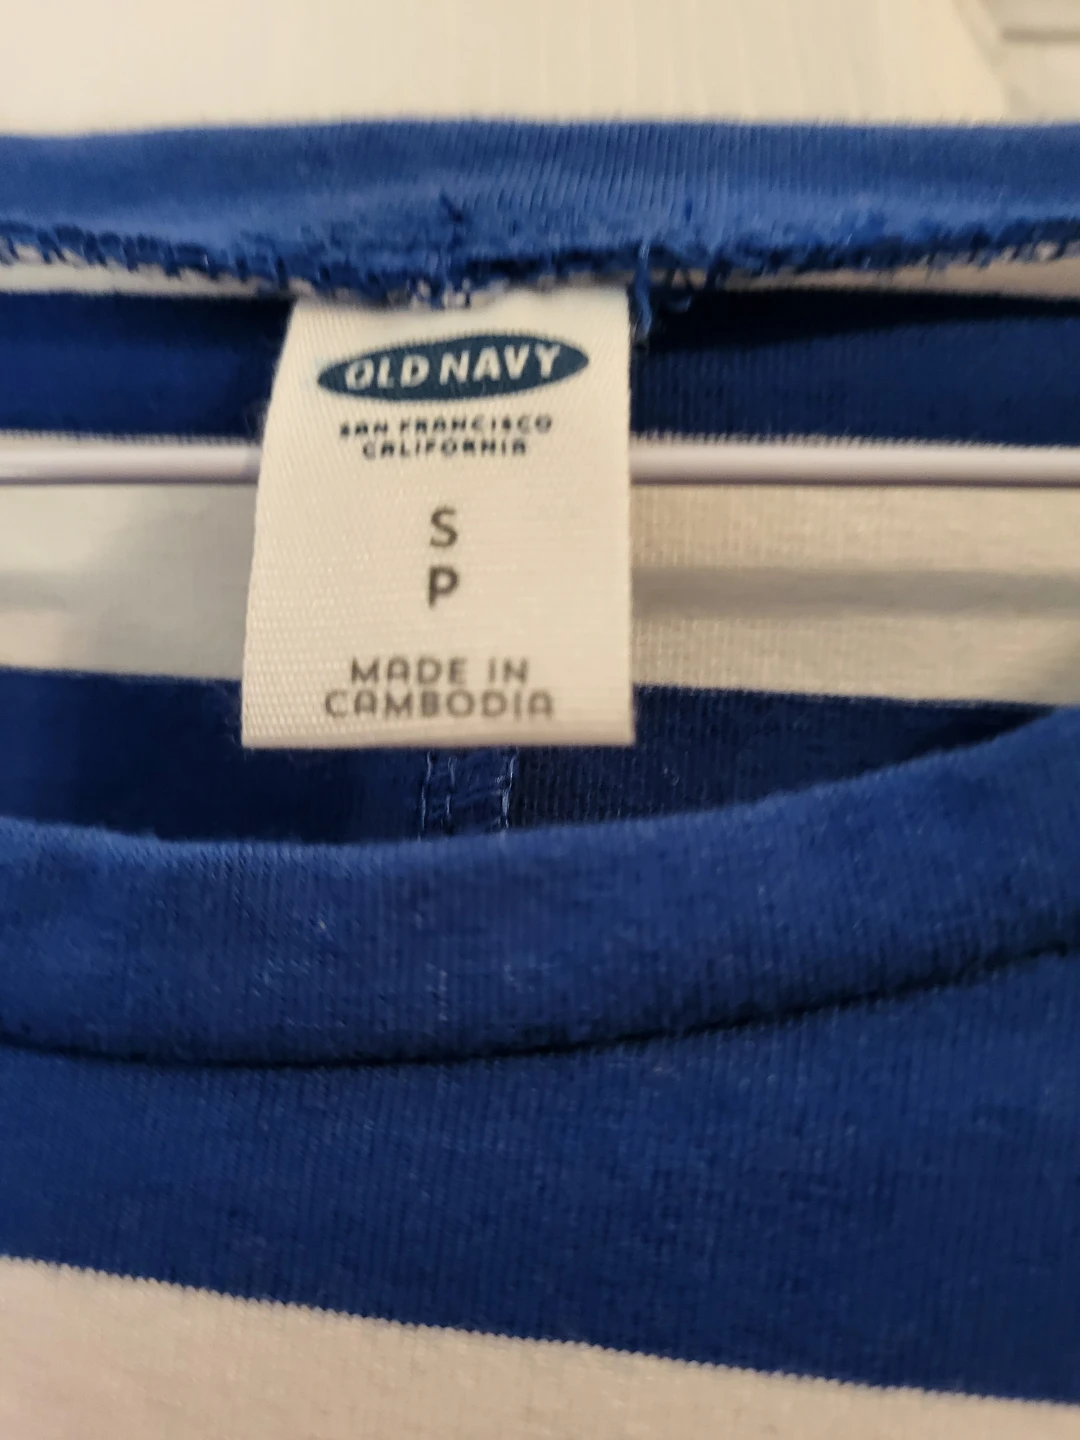 OLD NAVY
SAN FRANCISCO
CALIFORNIA
S
P
MADE IN
CAMBODIA